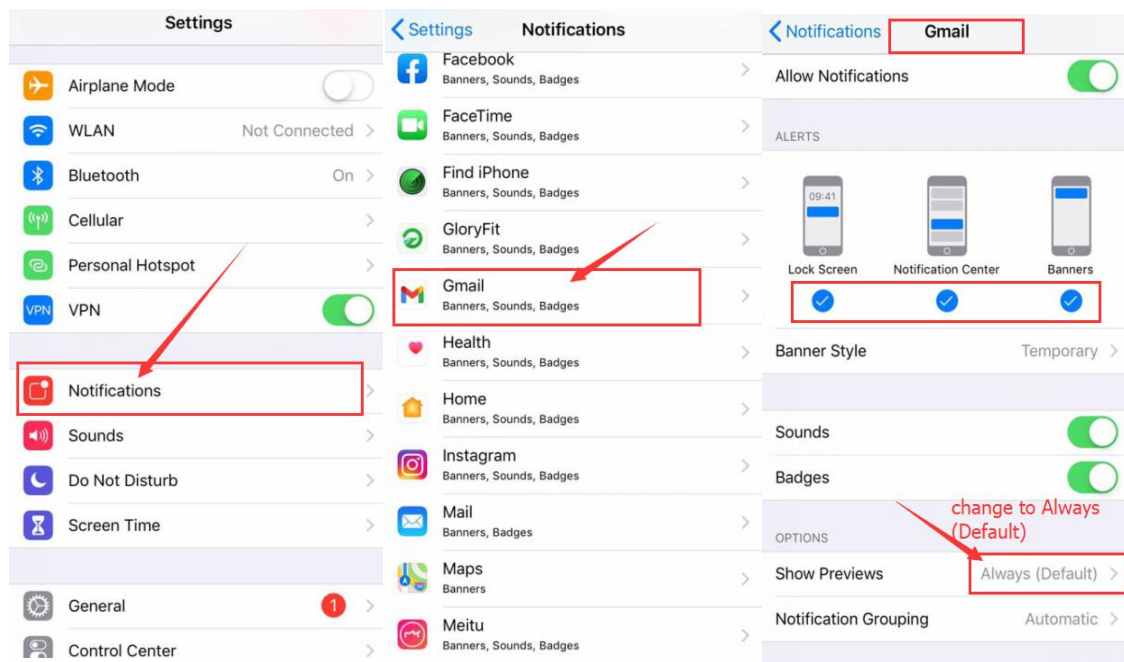 Settings
Airplane Mode
WLAN Not Connected
Bluetooth On
Cellular
Personal Hotspot
VPN VPN
Notifications
Sounds
Do Not Disturb
Screen Time
General 1
Control Center
Settings Notifications
Facebook
Banners, Sounds, Badges
FaceTime
Banners, Sounds, Badges
Find iPhone
Banners, Sounds, Badges
GloryFit
Banners, Sounds, Badges
Gmail
Banners, Sounds, Badges
Health
Banners, Sounds, Badges
Home
Banners, Sounds, Badges
Instagram
Banners, Sounds, Badges
Mail
Banners, Badges
Maps
Banners
Meitu
Banners, Sounds, Badges
Notifications Gmail
Allow Notifications
ALERTS
09:41
Lock Screen Notification Center Banners
Banner Style Temporary
Sounds
Badges
change to Always
(Default)
OPTIONS
Show Previews Always (Default)
Notification Grouping Automatic